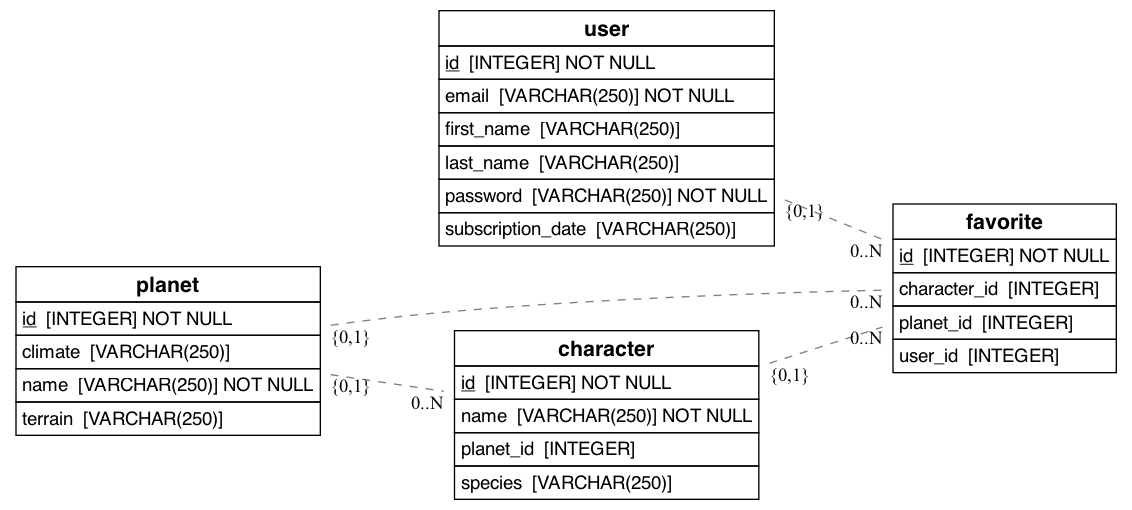 user
id [INTEGER] NOT NULL
email [VARCHAR(250)] NOT NULL
first_name [VARCHAR(250)]
last_name [VARCHAR(250)]
password [VARCHAR(250)] NOT NULL
subscription_date [VARCHAR(250)]
{0,1}
0..N
favorite
id [INTEGER] NOT NULL
character_id [INTEGER]
planet_id [INTEGER]
user_id [INTEGER]
planet
id [INTEGER] NOT NULL
climate [VARCHAR(250)]
name [VARCHAR(250)] NOT NULL
terrain [VARCHAR(250)]
{0,1}
0..N
{0,1}
0..N
character
id [INTEGER] NOT NULL
name [VARCHAR(250)] NOT NULL
planet_id [INTEGER]
species [VARCHAR(250)]
{0,1}
0..N